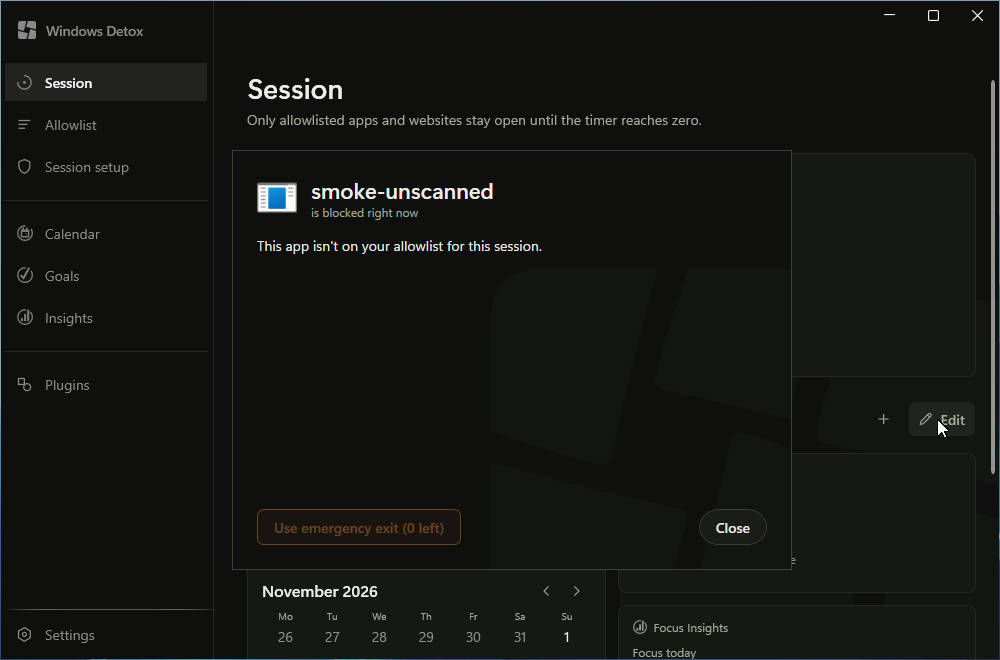 Windows Detox
Session
Allowlist
Session setup
Calendar
Goals
Insights
Plugins
Settings
Session
Only allowlisted apps and websites stay open until the timer reaches zero.
smoke-unscanned
is blocked right now
This app isn't on your allowlist for this session.
Use emergency exit (0 left)
Close
Edit
November 2026
Mo Tu We Th Fr Sa Su
26 27 28 29 30 31 1
Focus Insights
Focus today